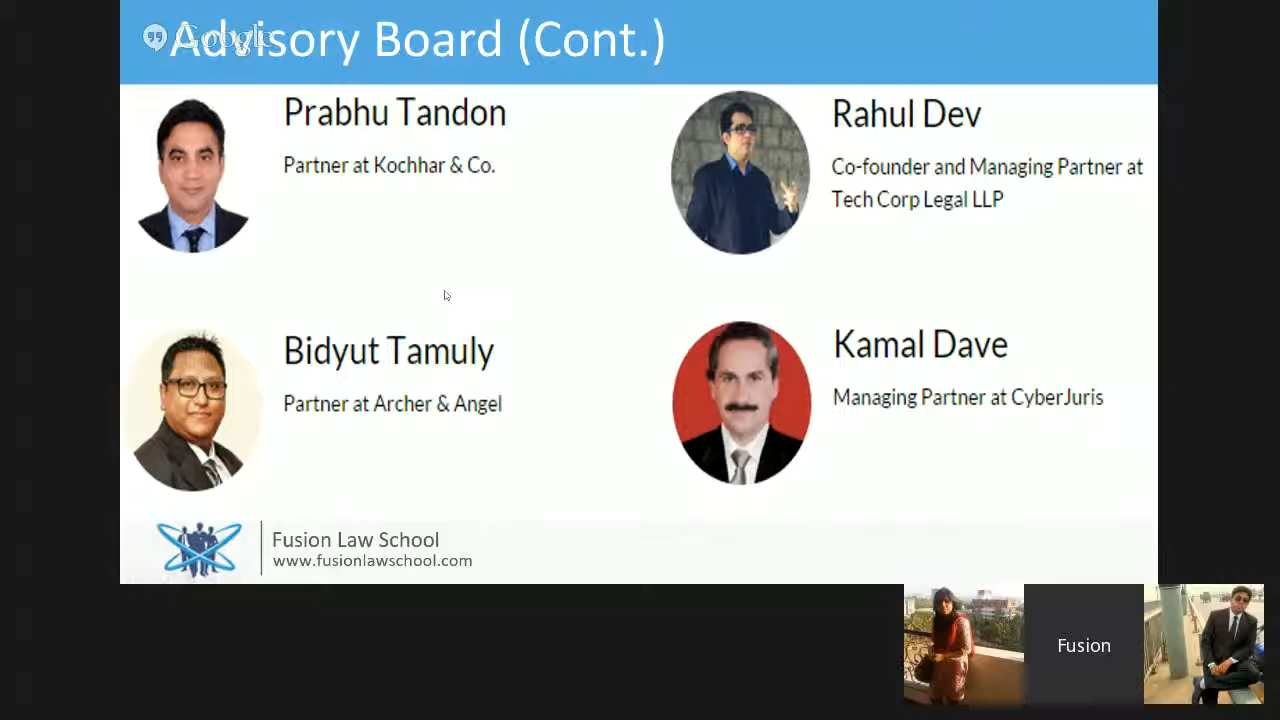 Advisory Board (Cont.)
Google
Prabhu Tandon
Partner at Kochhar & Co.
Rahul Dev
Co-founder and Managing Partner at
Tech Corp Legal LLP
Bidyut Tamuly
Partner at Archer & Angel
Kamal Dave
Managing Partner at CyberJuris
Fusion Law School
www.fusionlawschool.com
Fusion